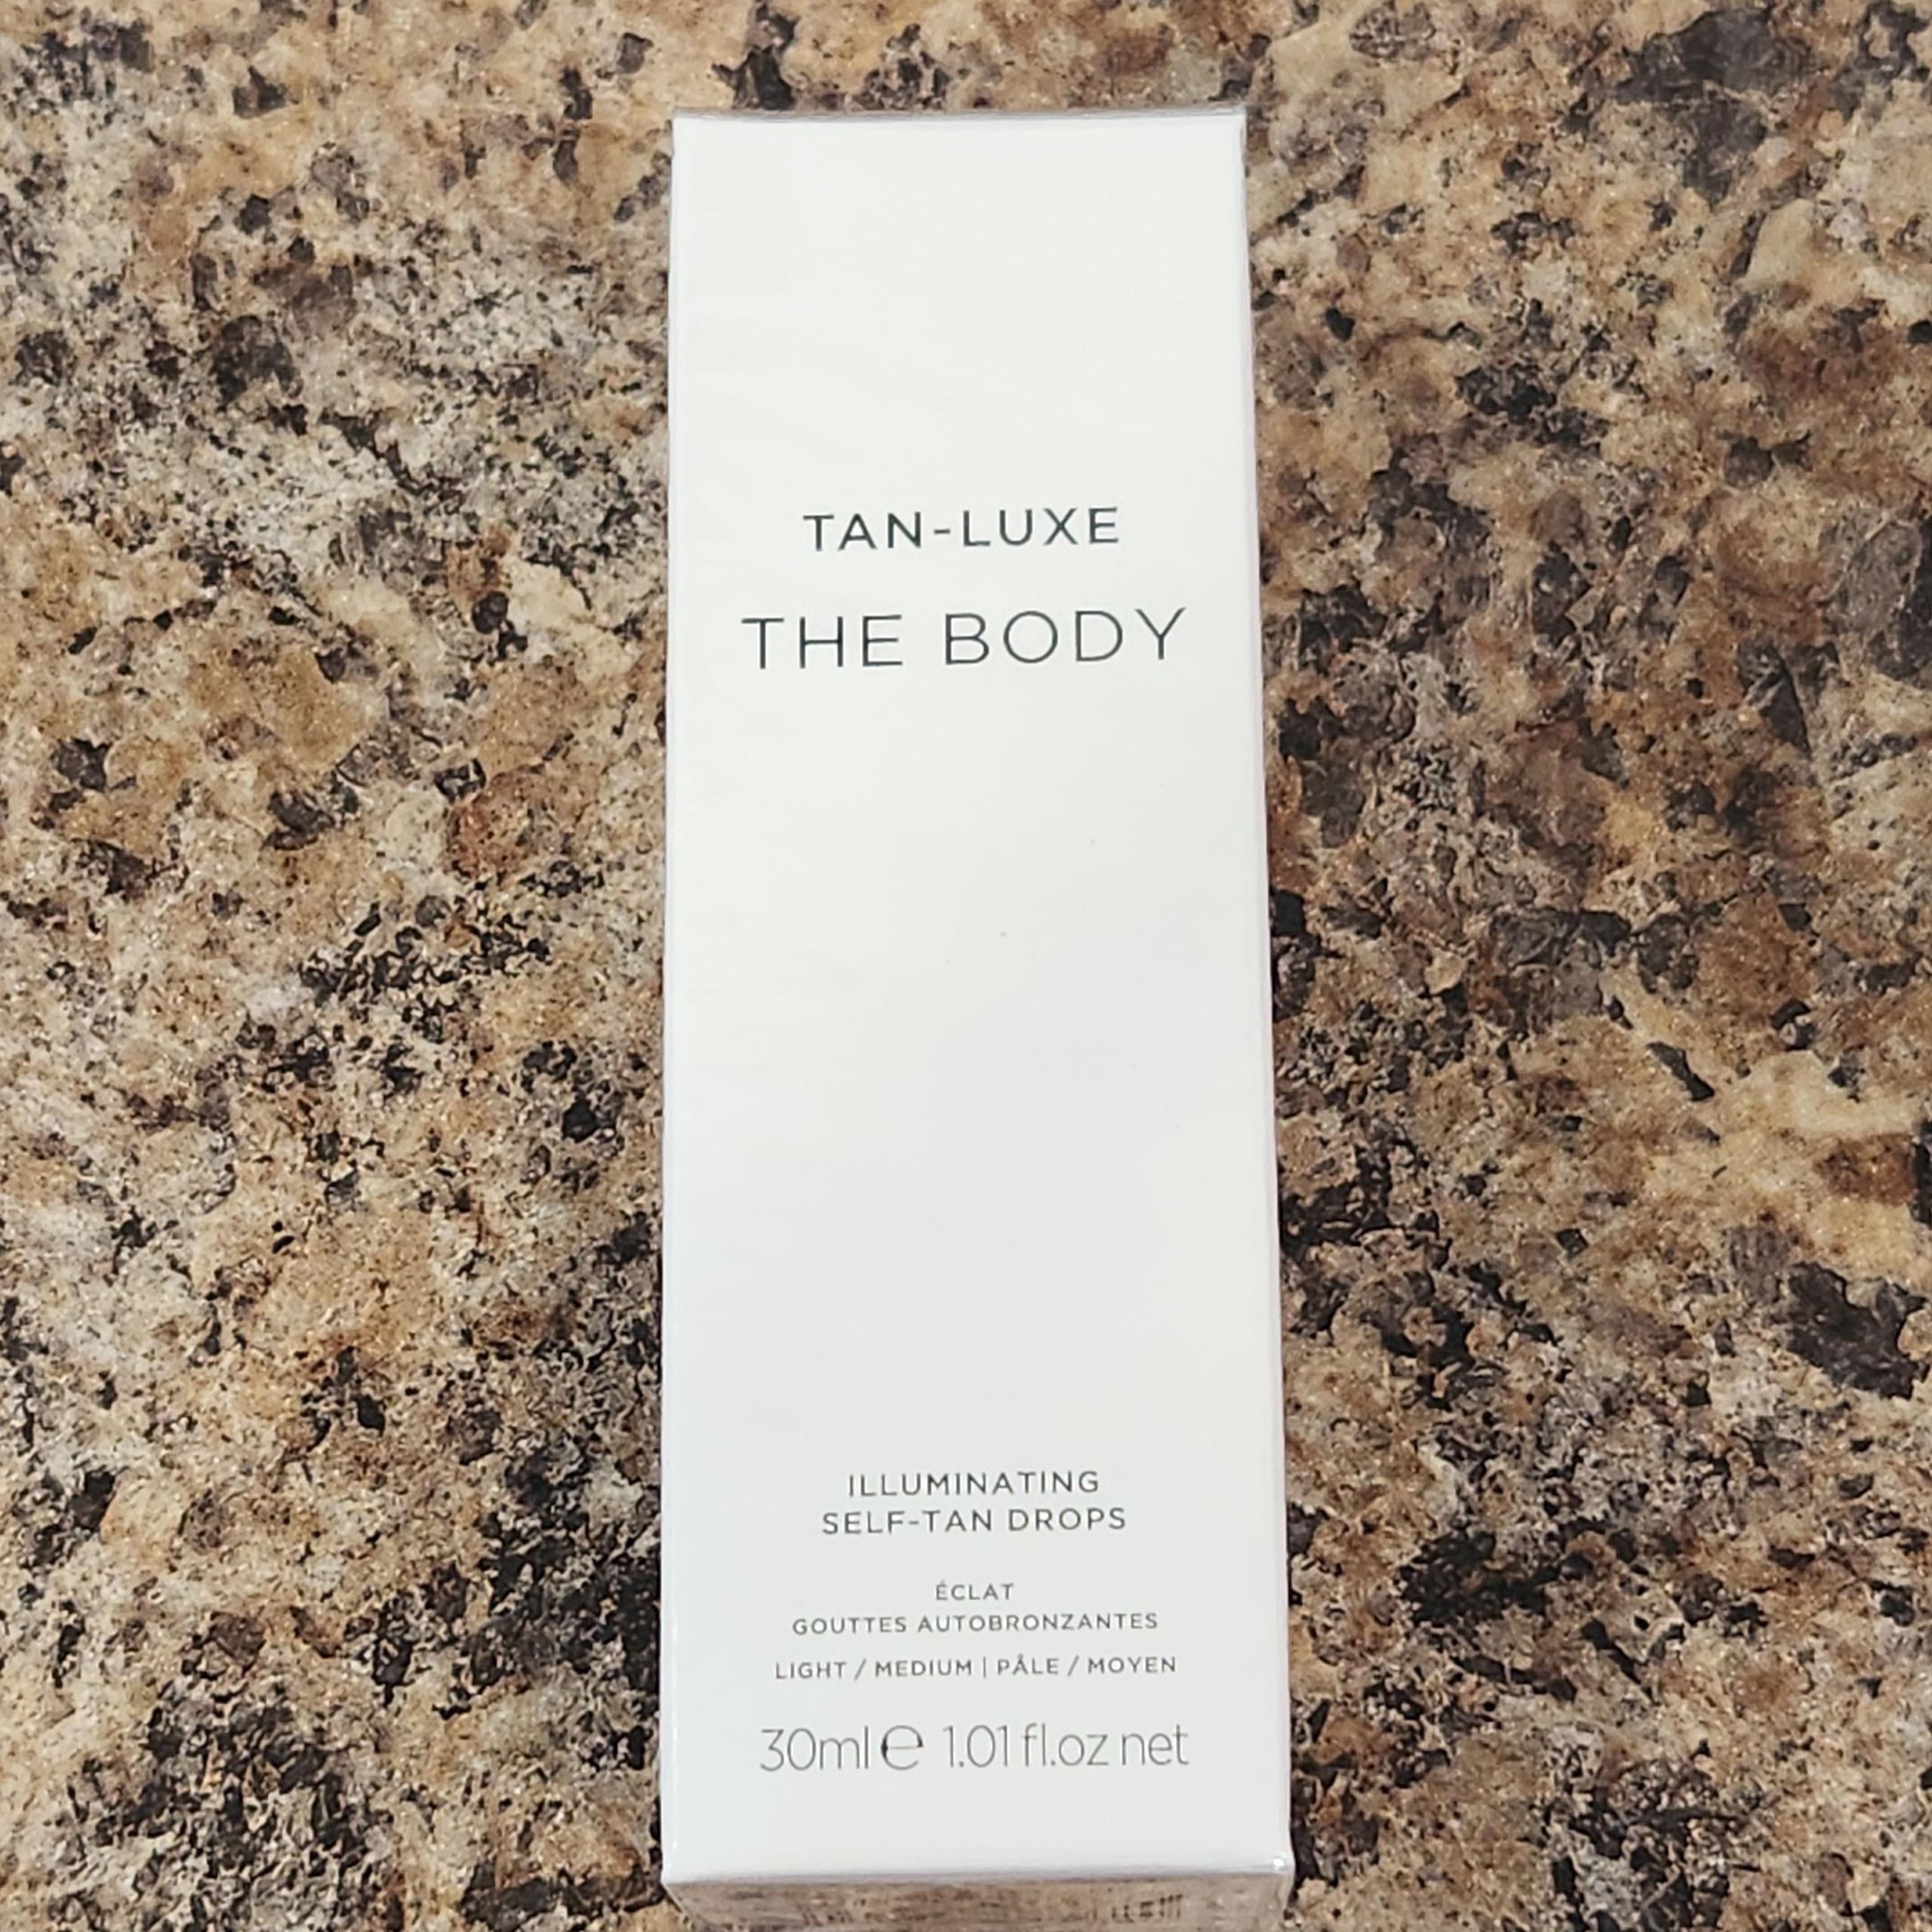 TAN-LUXE
THE BODY
ILLUMINATING
SELF-TAN DROPS
ÉCLAT
GOUTTES AUTOBRONZANTES
LIGHT / MEDIUM | PÂLE / MOYEN
30ml ℮ 1.01 fl.oz net